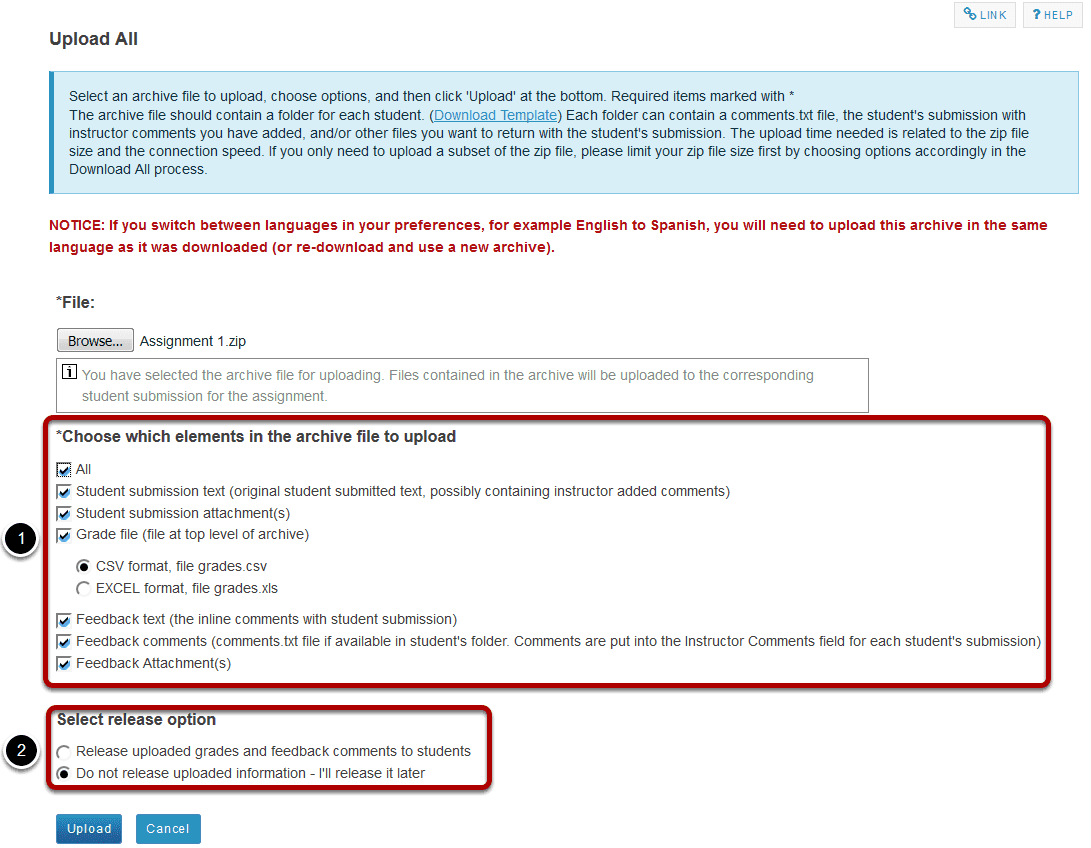 LINK
? HELP
Upload All
Select an archive file to upload, choose options, and then click 'Upload' at the bottom. Required items marked with *
The archive file should contain a folder for each student. (Download Template) Each folder can contain a comments.txt file, the student's submission with
instructor comments you have added, and/or other files you want to return with the student's submission. The upload time needed is related to the zip file
size and the connection speed. If you only need to upload a subset of the zip file, please limit your zip file size first by choosing options accordingly in the
Download All process.
NOTICE: If you switch between languages in your preferences, for example English to Spanish, you will need to upload this archive in the same
language as it was downloaded (or re-download and use a new archive).
*File:
Browse... Assignment 1.zip
i You have selected the archive file for uploading. Files contained in the archive will be uploaded to the corresponding
student submission for the assignment.
*Choose which elements in the archive file to upload
All
Student submission text (original student submitted text, possibly containing instructor added comments)
Student submission attachment(s)
1 Grade file (file at top level of archive)
CSV format, file grades.csv
EXCEL format, file grades.xls
Feedback text (the inline comments with student submission)
Feedback comments (comments.txt file if available in student's folder. Comments are put into the Instructor Comments field for each student's submission)
Feedback Attachment(s)
Select release option
2 Release uploaded grades and feedback comments to students
Do not release uploaded information - I'll release it later
Upload Cancel